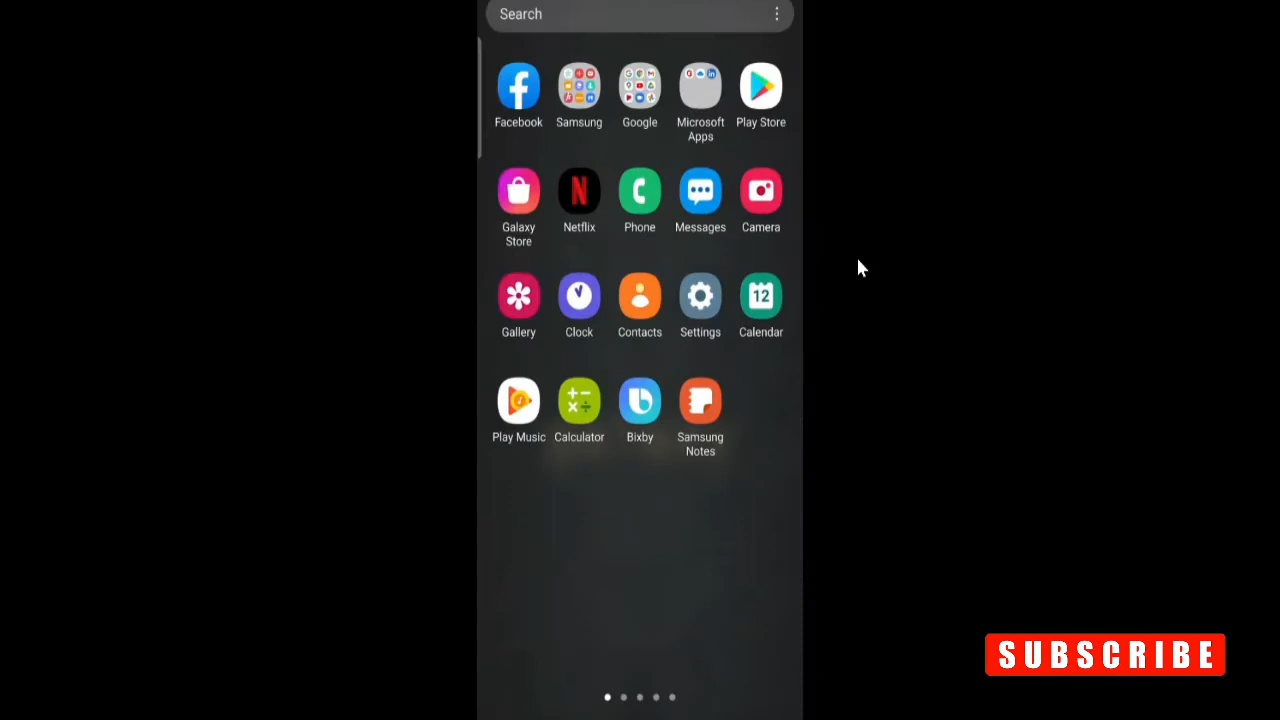 Search
Facebook
Samsung
Google
Microsoft
Apps
Play Store
Galaxy
Store
Netflix
Phone
Messages
Camera
Gallery
Clock
Contacts
Settings
12
Calendar
Play Music
Calculator
Bixby
Samsung
Notes
SUBSCRIBE